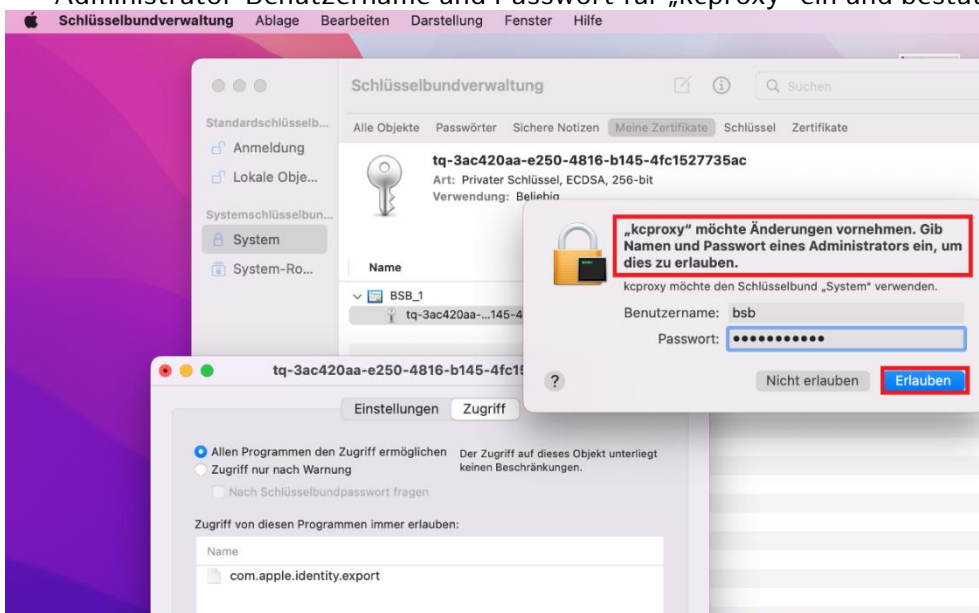 Administrator-Benutzername und Passwort für „kcproxy“ ein und bestät
Schlüsselbundverwaltung Ablage Bearbeiten Darstellung Fenster Hilfe
Schlüsselbundverwaltung
Suchen
Standardschlüsselb...
Alle Objekte Passwörter Sichere Notizen Meine Zertifikate Schlüssel Zertifikate
Anmeldung
Lokale Obje...
Systemschlüsselbun...
System
System-Ro...
tq-3ac420aa-e250-4816-b145-4fc1527735ac
Art: Privater Schlüssel, ECDSA, 256-bit
Verwendung: Beliebig
Name
BSB_1
tq-3ac420aa-...145-4
„kcproxy“ möchte Änderungen vornehmen. Gib
Namen und Passwort eines Administrators ein, um
dies zu erlauben.
kcproxy möchte den Schlüsselbund „System“ verwenden.
Benutzername: bsb
Passwort: •••••••••••
? Nicht erlauben Erlauben
tq-3ac420aa-e250-4816-b145-4fc15
Einstellungen Zugriff
Allen Programmen den Zugriff ermöglichen
Zugriff nur nach Warnung
Nach Schlüsselbundpasswort fragen
Der Zugriff auf dieses Objekt unterliegt
keinen Beschränkungen.
Zugriff von diesen Programmen immer erlauben:
Name
com.apple.identity.export